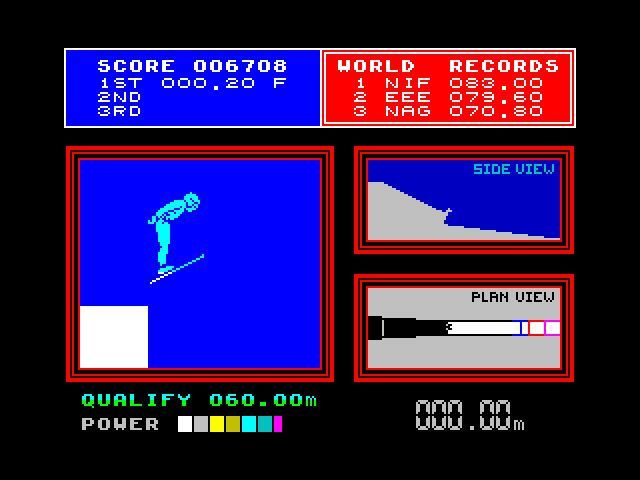 SCORE 006708
1ST 000.20 F
2ND
3RD
WORLD RECORDS
1 NIF 083.00
2 EEE 079.60
3 NAG 070.80
SIDE VIEW
PLAN VIEW
QUALIFY 060.00m
POWER
000.00m